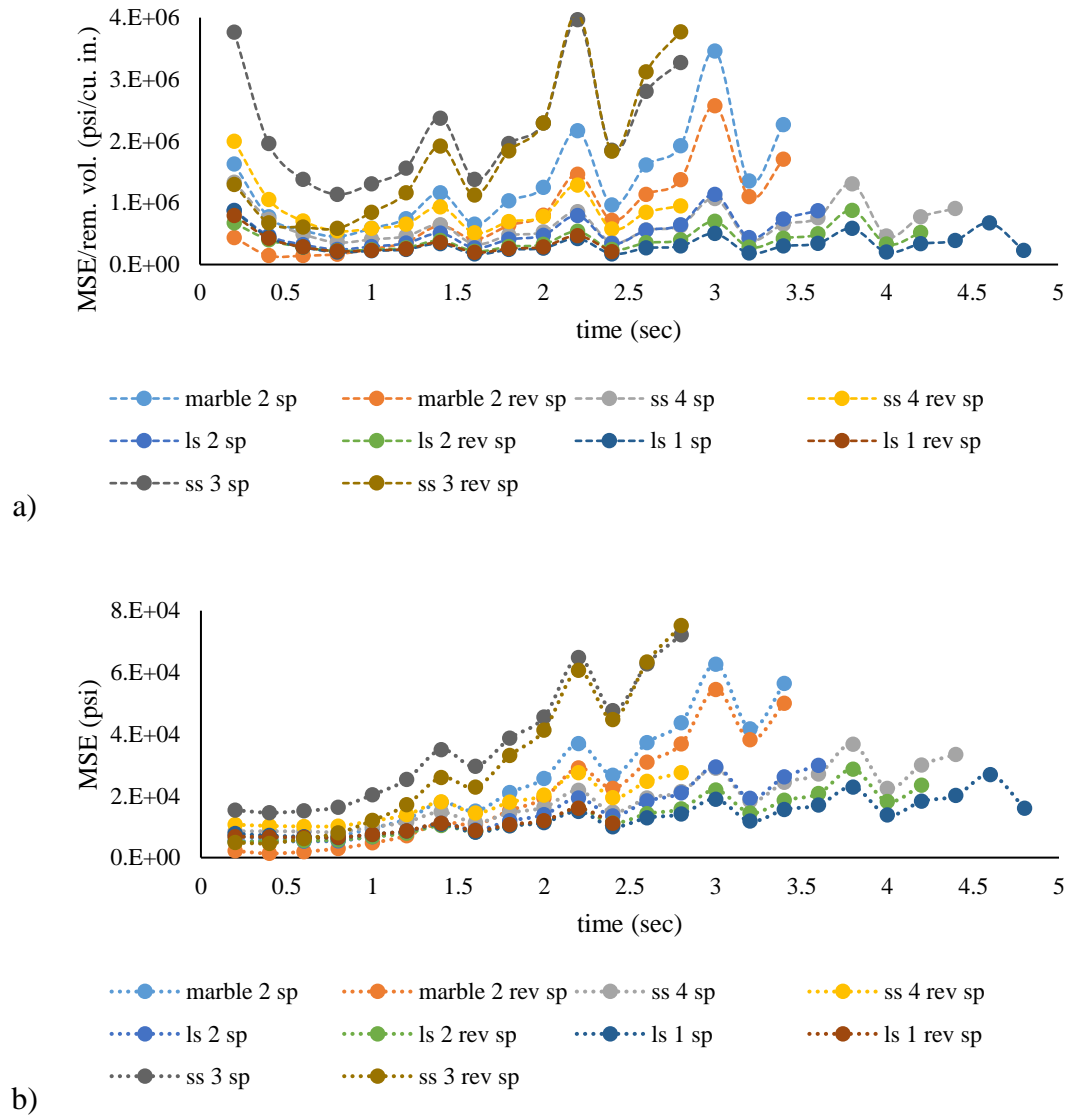 4.E+06
3.E+06
2.E+06
1.E+06
0.E+00
MSE/rem. vol. (psi/cu. in.)
0 0.5 1 1.5 2 2.5 3 3.5 4 4.5 5
time (sec)
marble 2 sp marble 2 rev sp ss 4 sp ss 4 rev sp
ls 2 sp ls 2 rev sp ls 1 sp ls 1 rev sp
ss 3 sp ss 3 rev sp
a)
8.E+04
6.E+04
4.E+04
2.E+04
0.E+00
MSE (psi)
0 0.5 1 1.5 2 2.5 3 3.5 4 4.5 5
time (sec)
marble 2 sp marble 2 rev sp ss 4 sp ss 4 rev sp
ls 2 sp ls 2 rev sp ls 1 sp ls 1 rev sp
ss 3 sp ss 3 rev sp
b)